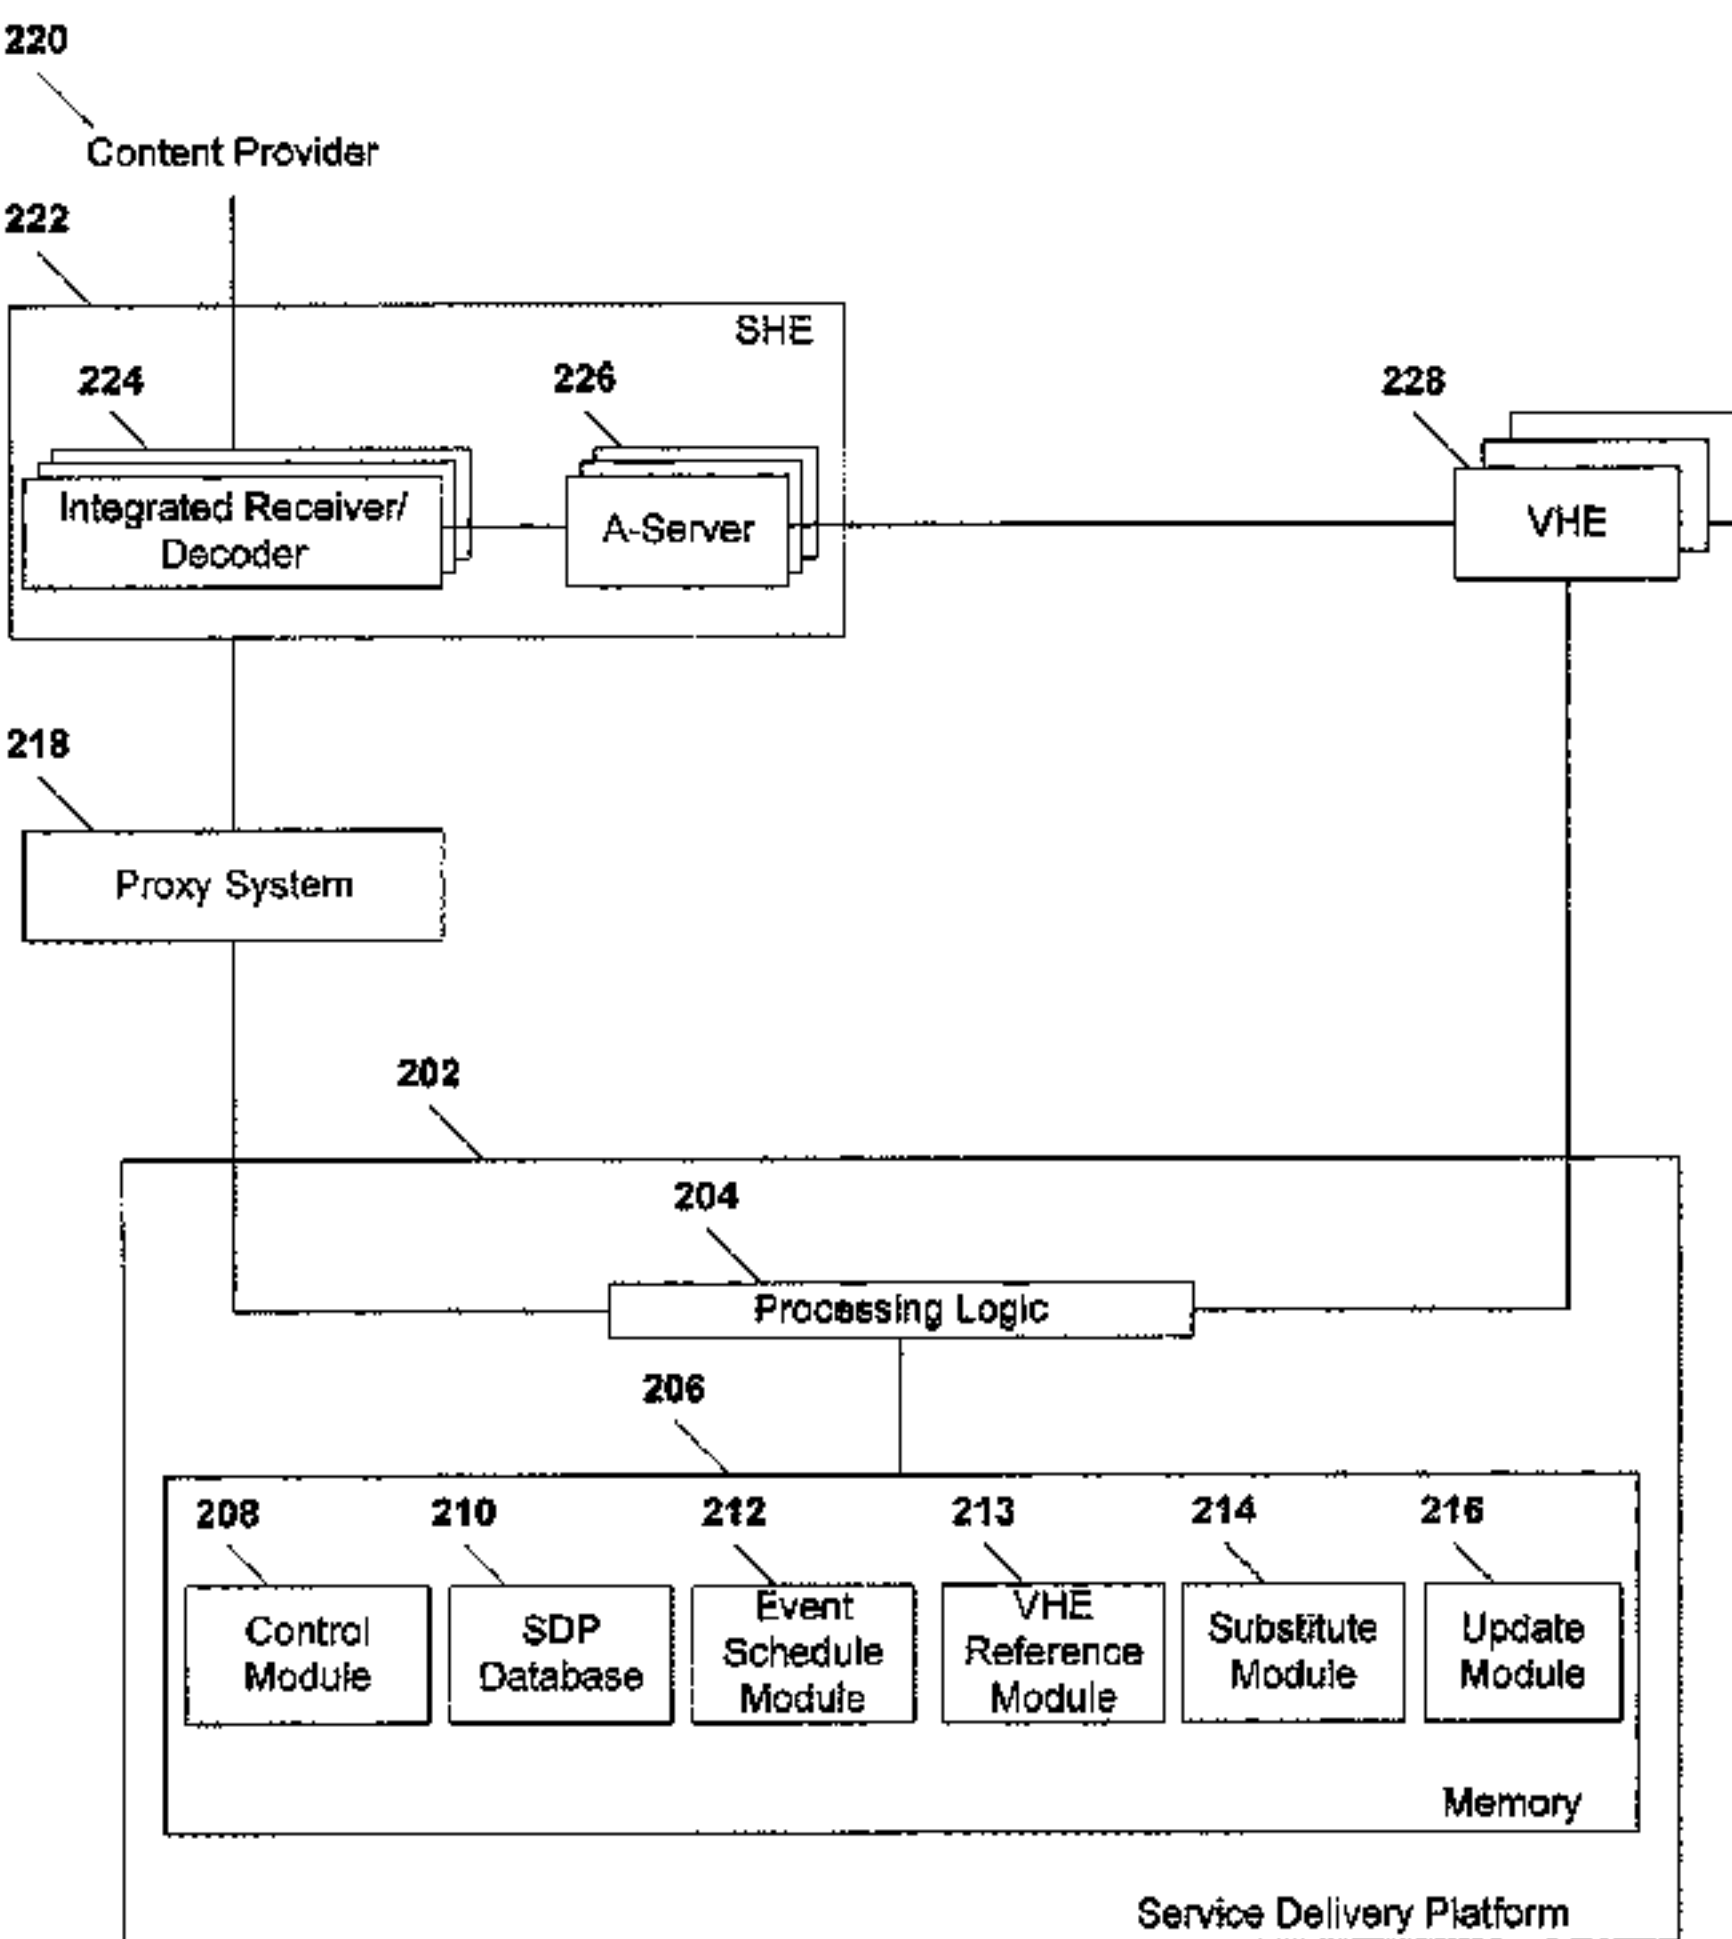 220
Content Provider
222
SHE
224
226
228
Integrated Receiver/
Decoder
A-Server
VHE
218
Proxy System
202
204
Processing Logic
206
208
210
212
213
214
216
Control
Module
SDP
Database
Event
Schedule
Module
VHE
Reference
Module
Substitute
Module
Update
Module
Memory
Service Delivery Platform